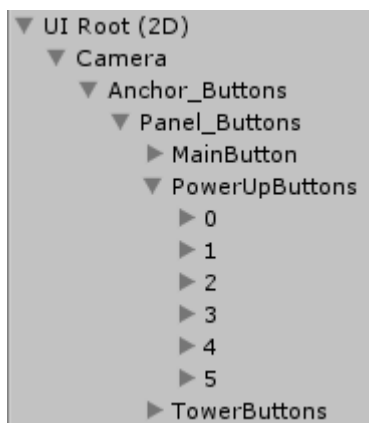 UI Root (2D)
Camera
Anchor_Buttons
Panel_Buttons
MainButton
PowerUpButtons
0
1
2
3
4
5
TowerButtons